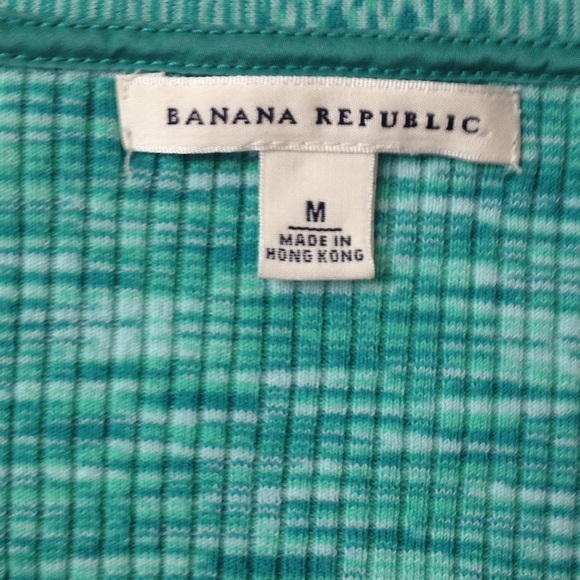 BANANA REPUBLIC
M
MADE IN
HONG KONG